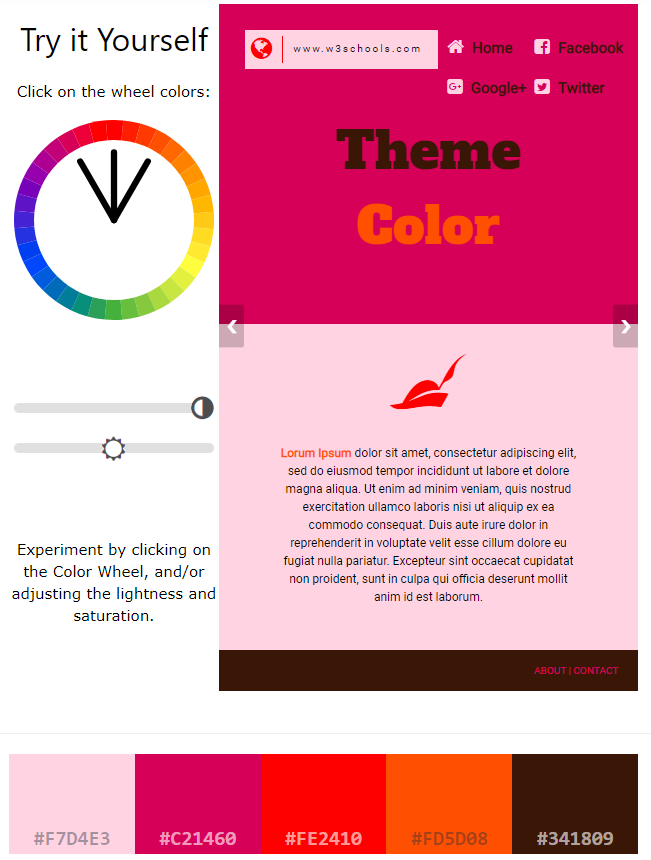 Try it Yourself
Click on the wheel colors:
Experiment by clicking on
the Color Wheel, and/or
adjusting the lightness and
saturation.
www.w3schools.com
Home
Facebook
Google+
Twitter
Theme
Color
Lorum Ipsum dolor sit amet, consectetur adipiscing elit,
sed do eiusmod tempor incididunt ut labore et dolore
magna aliqua. Ut enim ad minim veniam, quis nostrud
exercitation ullamco laboris nisi ut aliquip ex ea
commodo consequat. Duis aute irure dolor in
reprehenderit in voluptate velit esse cillum dolore eu
fugiat nulla pariatur. Excepteur sint occaecat cupidatat
non proident, sunt in culpa qui officia deserunt mollit
anim id est laborum.
ABOUT | CONTACT
#F7D4E3
#C21460
#FE2410
#FD5D08
#341809